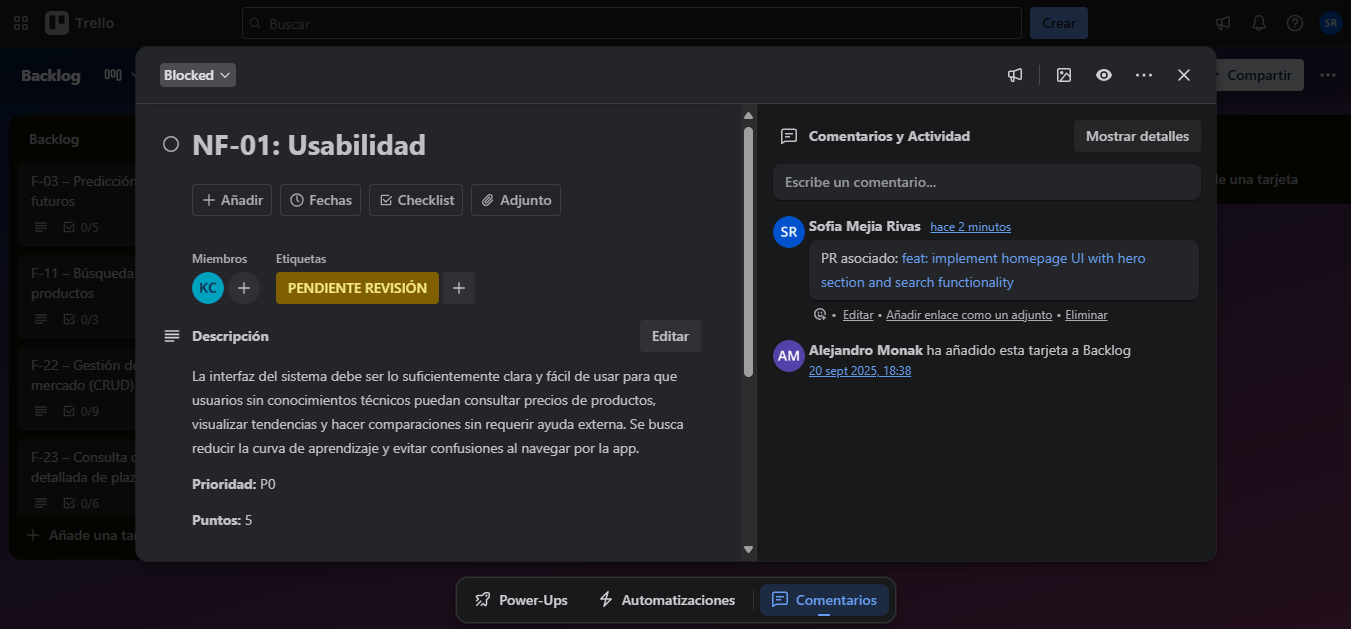 Trello
Buscar
Crear
SR
Backlog
Compartir
Blocked
Backlog
F-03 – Predicción
futuros
0/5
F-11 – Búsqueda
productos
0/3
F-22 – Gestión de
mercado (CRUD)
0/9
F-23 – Consulta
detallada de plaz
0/6
Añade una tar
de una tarjeta
NF-01: Usabilidad
Añadir
Fechas
Checklist
Adjunto
Miembros
Etiquetas
KC
PENDIENTE REVISIÓN
Descripción
Editar
La interfaz del sistema debe ser lo suficientemente clara y fácil de usar para que
usuarios sin conocimientos técnicos puedan consultar precios de productos,
visualizar tendencias y hacer comparaciones sin requerir ayuda externa. Se busca
reducir la curva de aprendizaje y evitar confusiones al navegar por la app.
Prioridad: P0
Puntos: 5
Comentarios y Actividad
Mostrar detalles
Escribe un comentario...
SR
Sofia Mejia Rivas hace 2 minutos
PR asociado: feat: implement homepage UI with hero
section and search functionality
• Editar • Añadir enlace como un adjunto • Eliminar
AM
Alejandro Monak ha añadido esta tarjeta a Backlog
20 sept 2025, 18:38
Power-Ups
Automatizaciones
Comentarios